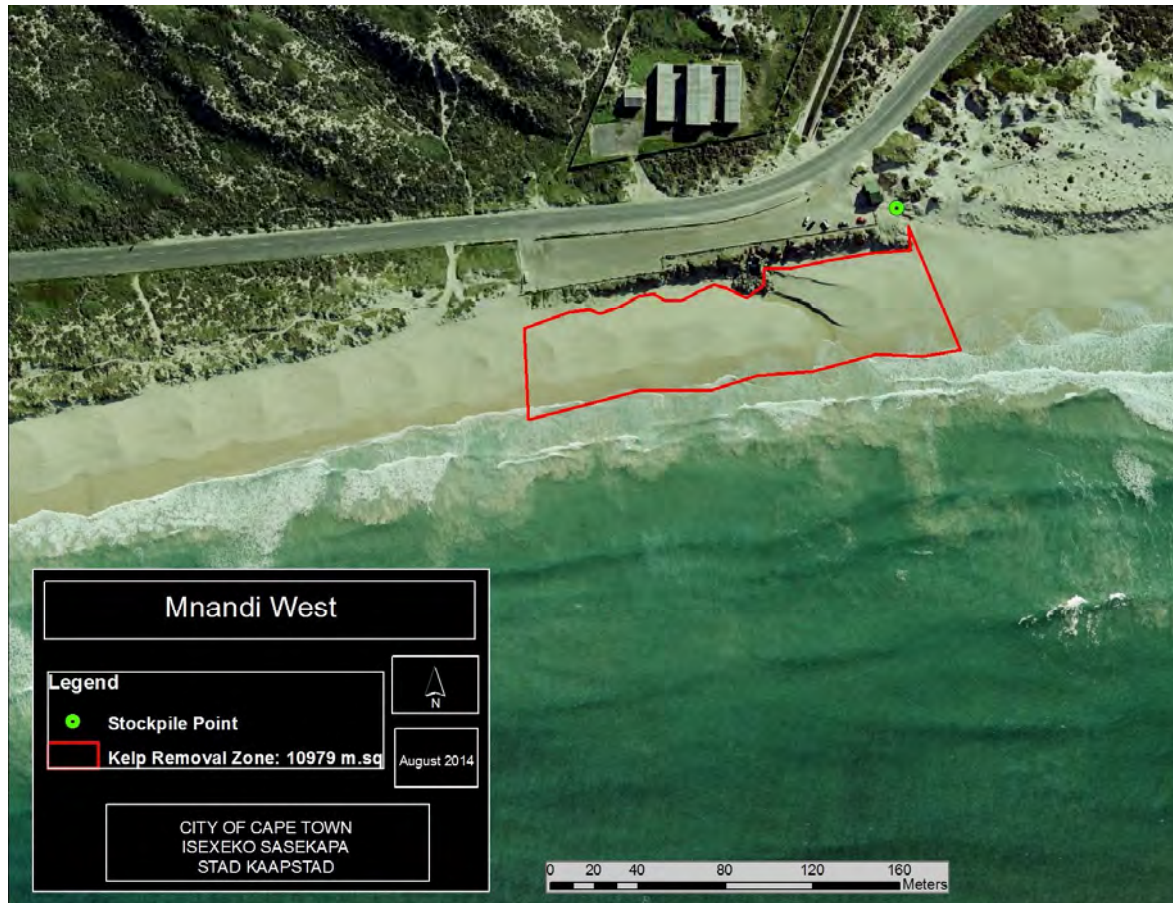 Mnandi West
Legend
N
Stockpile Point
Kelp Removal Zone: 10979 m.sq
August 2014
CITY OF CAPE TOWN
ISEXEKO SASEKAPA
STAD KAAPSTAD
0 20 40 80 120 160
Meters